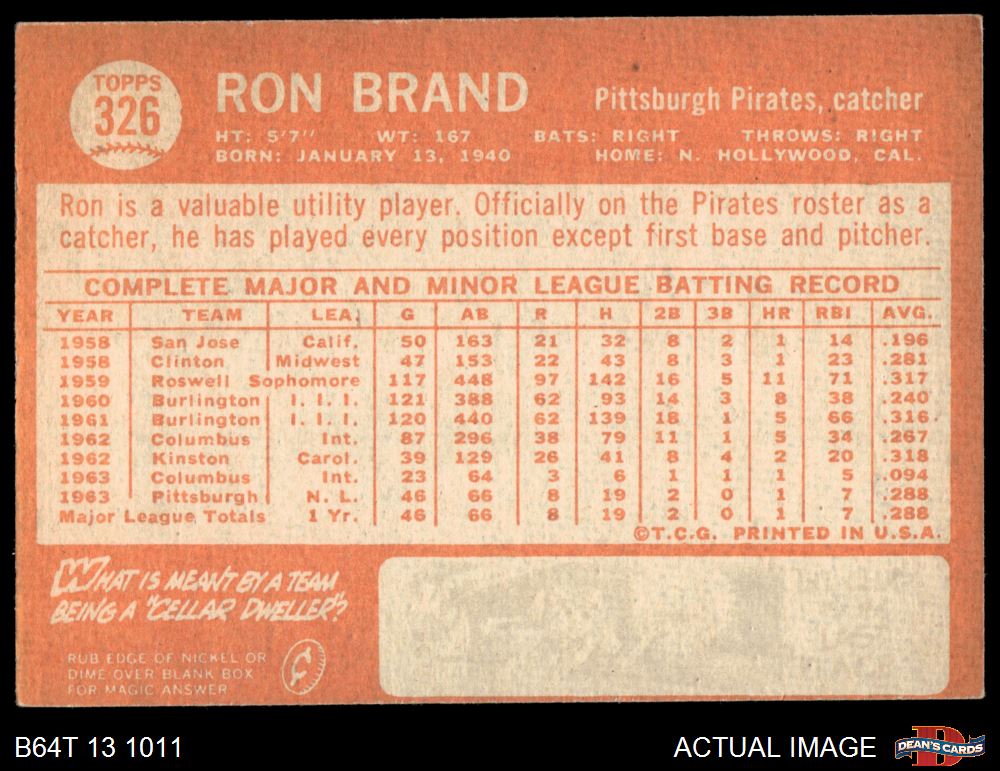 TOPPS
326
RON BRAND
Pittsburgh Pirates, catcher
HT: 5'7" WT: 167 BATS: RIGHT THROWS: RIGHT
BORN: JANUARY 13, 1940 HOME: N. HOLLYWOOD, CAL.
Ron is a valuable utility player. Officially on the Pirates roster as a
catcher, he has played every position except first base and pitcher.
COMPLETE MAJOR AND MINOR LEAGUE BATTING RECORD
YEAR TEAM LEA. G AB R H 2B 3B HR RBI AVG.
1958 San Jose Calif. 50 163 21 32 8 2 1 14 .196
1958 Clinton Midwest 47 153 22 43 8 3 1 23 .281
1959 Roswell Sophomore 117 448 97 142 16 5 11 71 .317
1960 Burlington I. I. I. 121 388 62 93 14 3 8 38 .240
1961 Burlington I. I. I. 120 440 62 139 18 1 5 66 .316
1962 Columbus Int. 87 296 38 79 11 1 5 34 .267
1962 Kinston Carol. 39 129 26 41 8 4 2 20 .318
1963 Columbus Int. 23 64 3 6 1 1 1 5 .094
1963 Pittsburgh N. L. 46 66 8 19 2 0 1 7 .288
Major League Totals 1 Yr. 46 66 8 19 2 0 1 7 .288
©T.C.G. PRINTED IN U.S.A.
WHAT IS MEANT BY A TEAM
BEING A "CELLAR DWELLER"?
RUB EDGE OF NICKEL OR
DIME OVER BLANK BOX
FOR MAGIC ANSWER
B64T 13 1011
ACTUAL IMAGE
DEAN'S CARDS